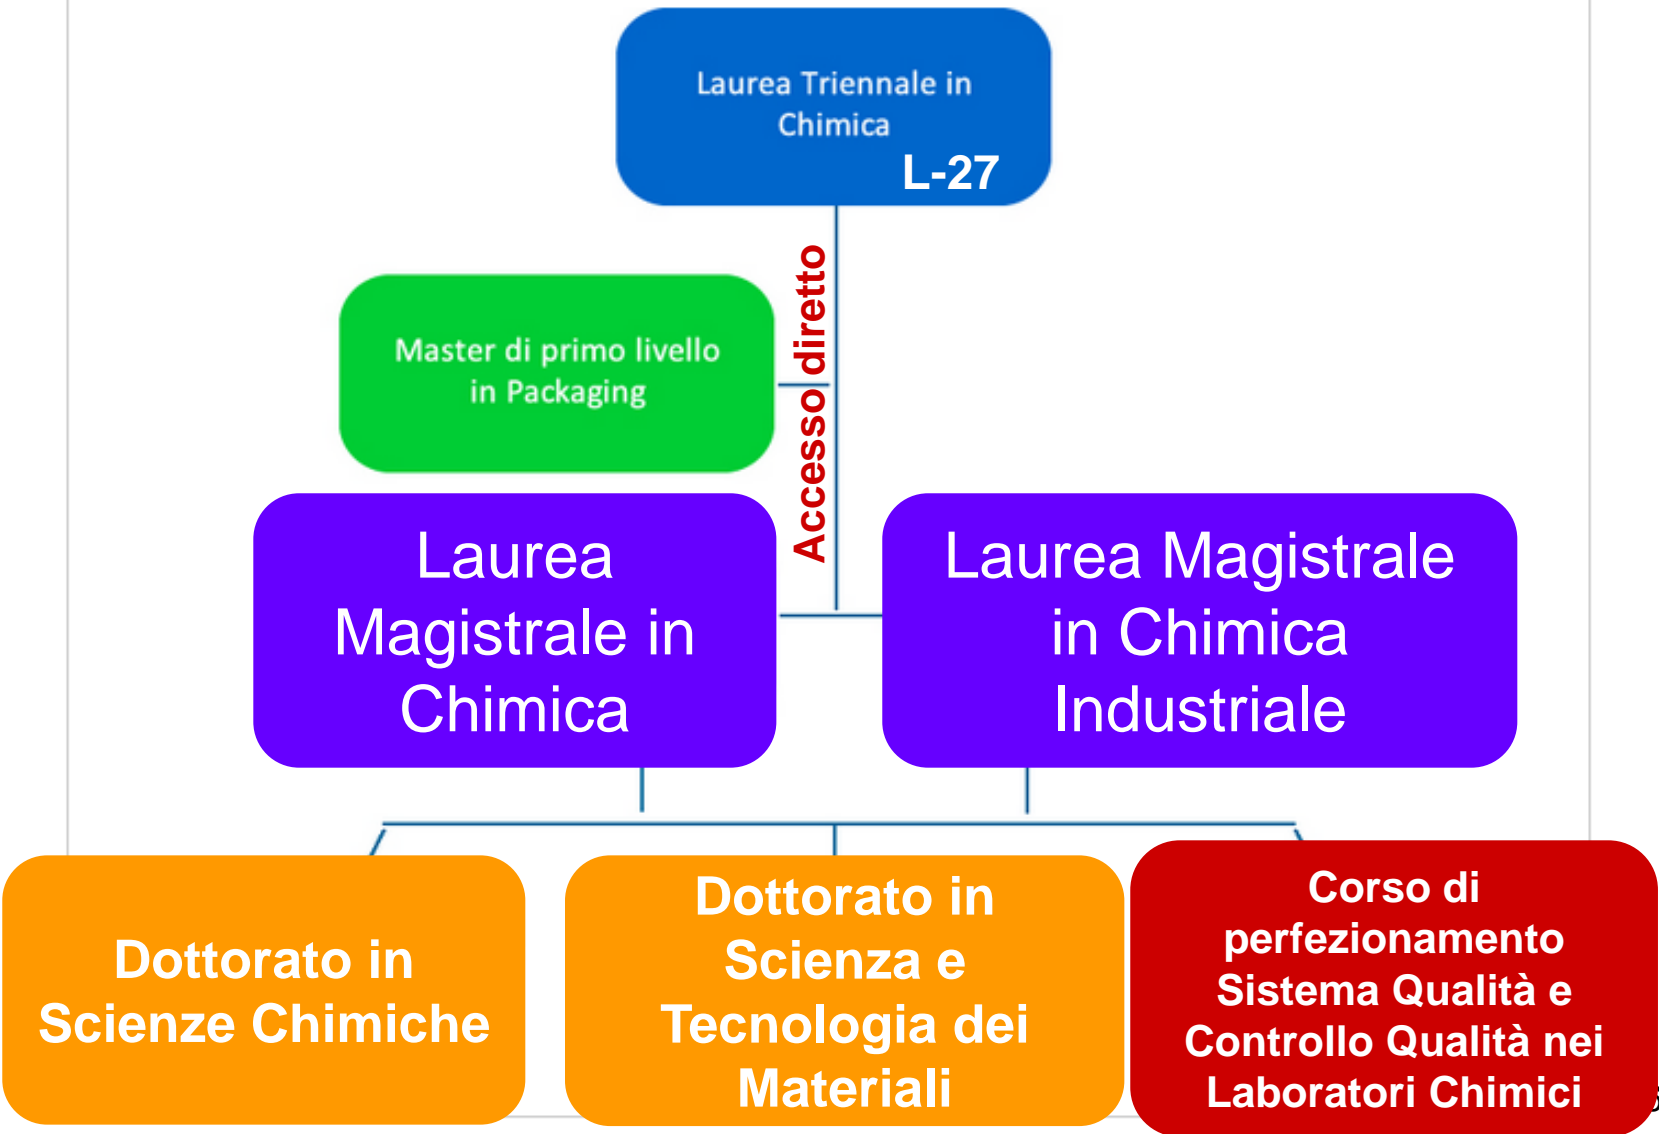 Laurea Triennale in
Chimica
L-27
Accesso diretto
Master di primo livello
in Packaging
Laurea
Magistrale in
Chimica
Laurea Magistrale
in Chimica
Industriale
Dottorato in
Scienze Chimiche
Dottorato in
Scienza e
Tecnologia dei
Materiali
Corso di
perfezionamento
Sistema Qualità e
Controllo Qualità nei
Laboratori Chimici